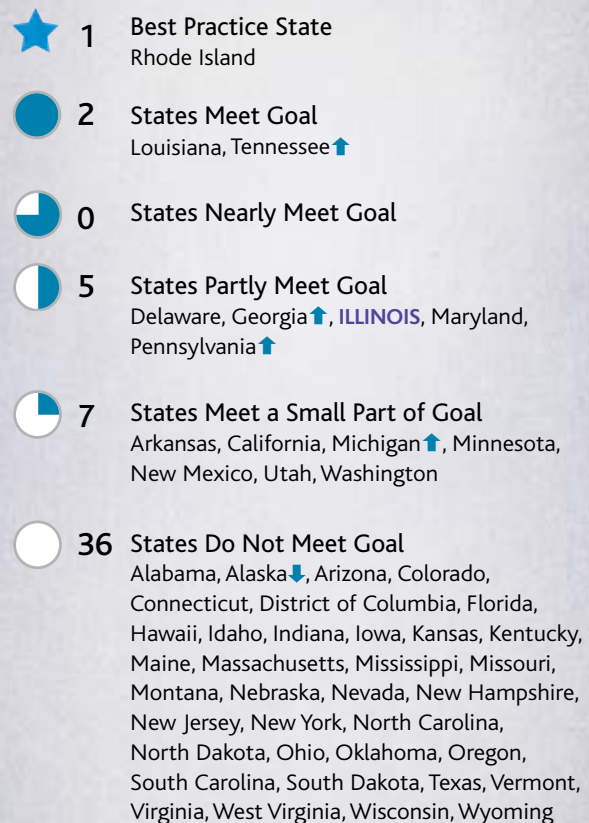 1 Best Practice State
Rhode Island
2 States Meet Goal
Louisiana, Tennessee⬆
0 States Nearly Meet Goal
5 States Partly Meet Goal
Delaware, Georgia⬆, ILLINOIS, Maryland,
Pennsylvania⬆
7 States Meet a Small Part of Goal
Arkansas, California, Michigan⬆, Minnesota,
New Mexico, Utah, Washington
36 States Do Not Meet Goal
Alabama, Alaska⬇, Arizona, Colorado,
Connecticut, District of Columbia, Florida,
Hawaii, Idaho, Indiana, Iowa, Kansas, Kentucky,
Maine, Massachusetts, Mississippi, Missouri,
Montana, Nebraska, Nevada, New Hampshire,
New Jersey, New York, North Carolina,
North Dakota, Ohio, Oklahoma, Oregon,
South Carolina, South Dakota, Texas, Vermont,
Virginia, West Virginia, Wisconsin, Wyoming